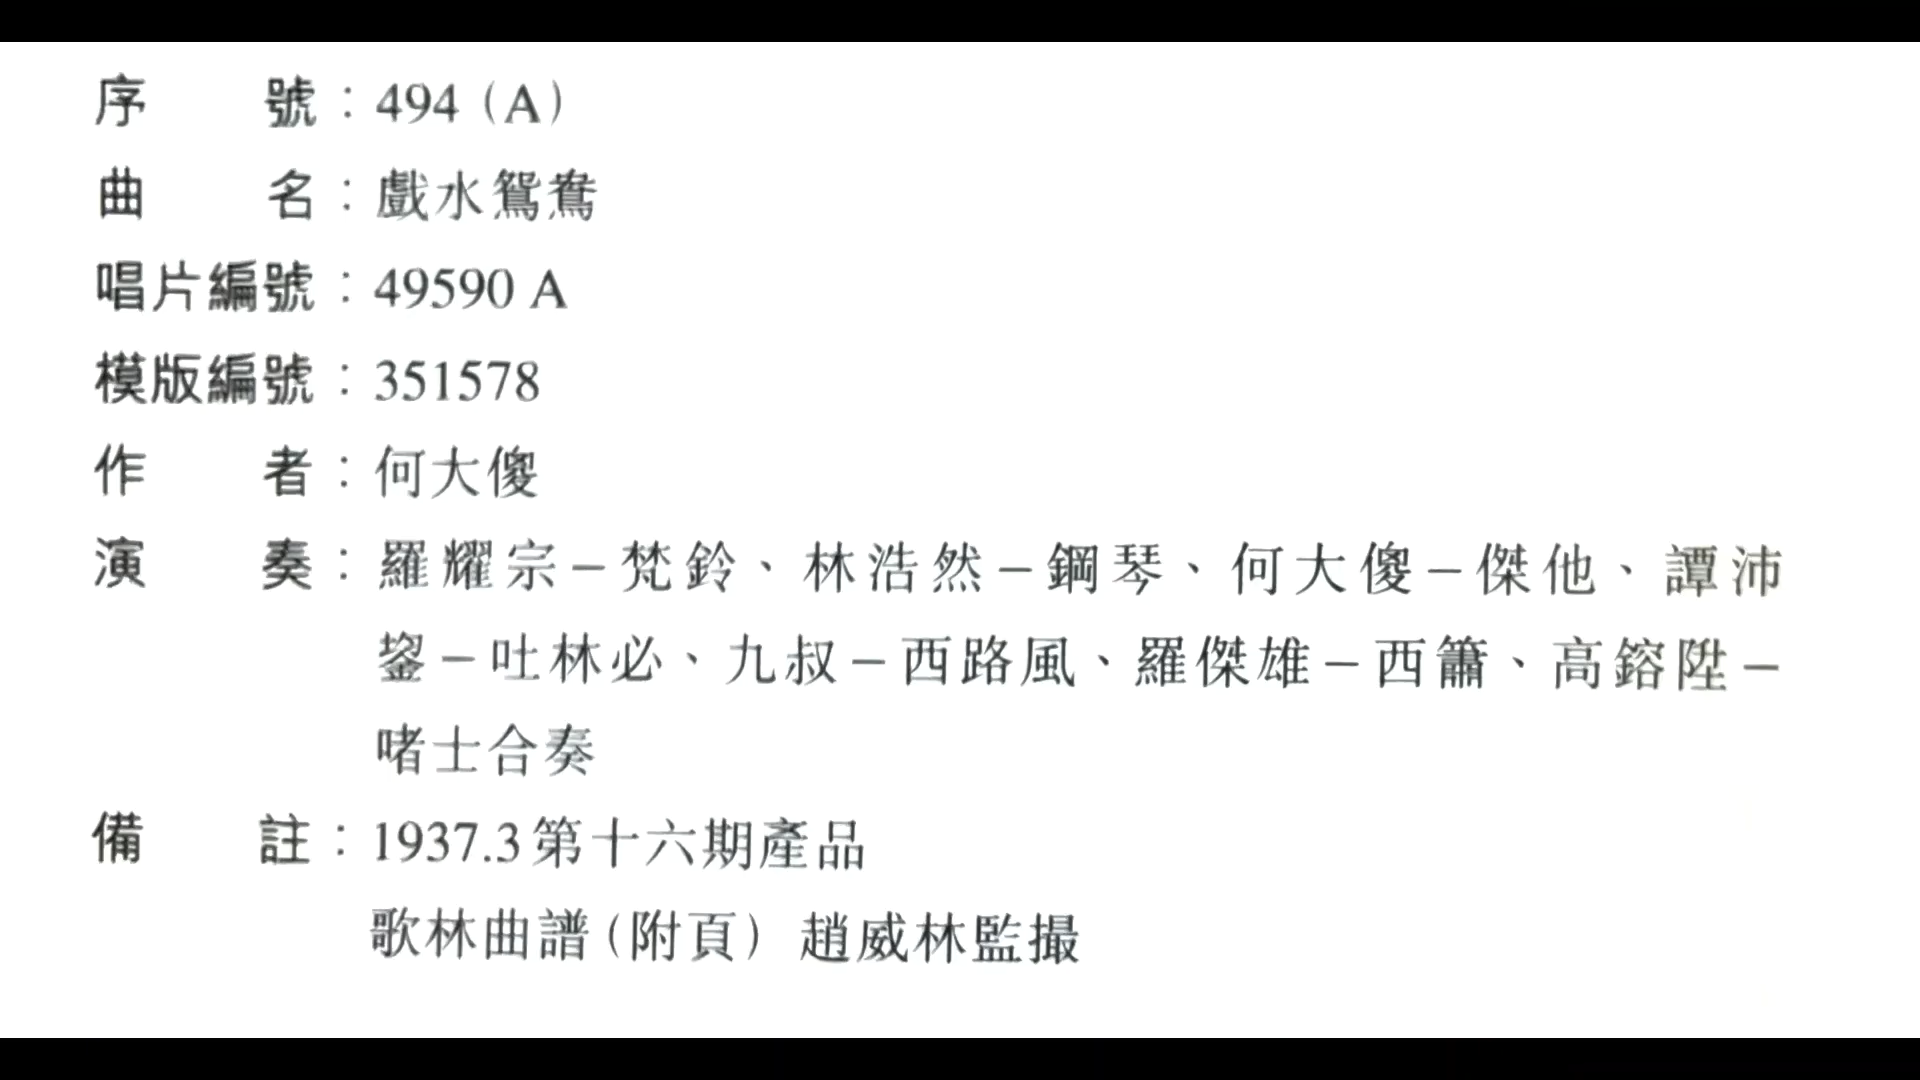 序　　號：494（A）
曲　　名：戲水鴛鴦
唱片編號：49590 A
模版編號：351578
作　　者：何大傻
演　　奏：羅耀宗－梵鈴、林浩然－鋼琴、何大傻－傑他、譚沛
鋆－吐林必、九叔－西路風、羅傑雄－西簫、高鎔陞－
啫士合奏
備　　註：1937.3第十六期產品
歌林曲譜（附頁）趙威林監撮